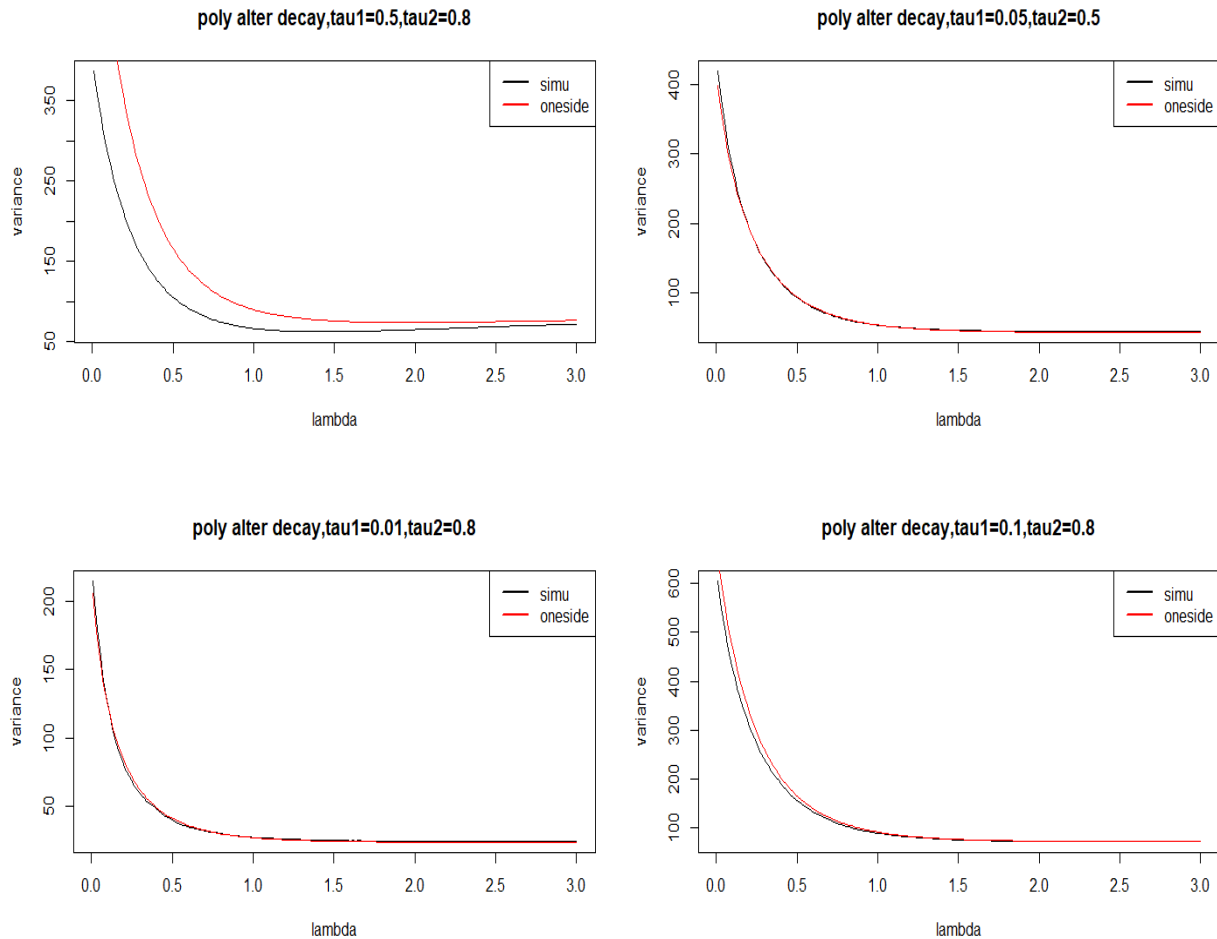 poly alter decay,tau1=0.5,tau2=0.8
simu
oneside
variance
350
250
150
50
0.0 0.5 1.0 1.5 2.0 2.5 3.0
lambda
poly alter decay,tau1=0.05,tau2=0.5
simu
oneside
variance
400
300
200
100
0.0 0.5 1.0 1.5 2.0 2.5 3.0
lambda
poly alter decay,tau1=0.01,tau2=0.8
simu
oneside
variance
200
150
100
50
0.0 0.5 1.0 1.5 2.0 2.5 3.0
lambda
poly alter decay,tau1=0.1,tau2=0.8
simu
oneside
variance
600
500
400
300
200
100
0.0 0.5 1.0 1.5 2.0 2.5 3.0
lambda